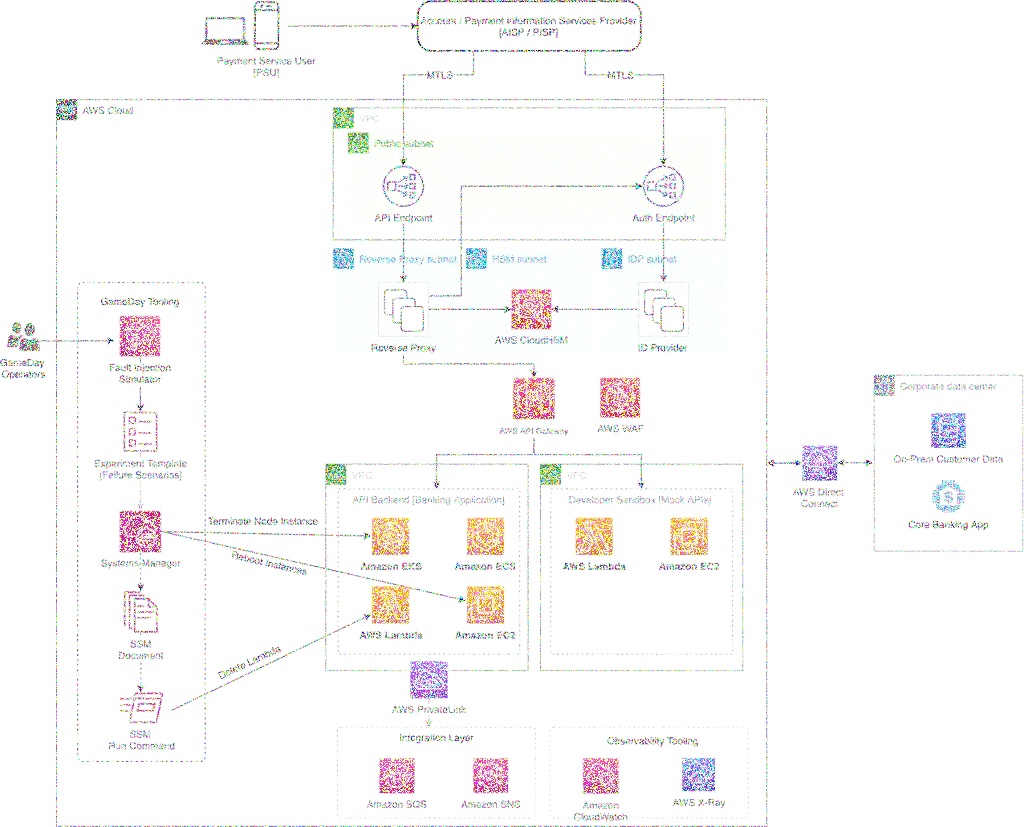 Account / Payment Information Services Provider
[AISP / PISP]
Payment Service User
[PSU]
MTLS
MTLS
AWS Cloud
VPC
Public subnet
API Endpoint
Auth Endpoint
Reverse Proxy subnet
HSM subnet
IDP subnet
GameDay Tooling
Reverse Proxy
AWS CloudHSM
ID Provider
GameDay
Operators
Fault Injection
Simulator
AWS API Gateway
AWS WAF
Corporate data center
Experiment Template
(Failure Scenarios)
On-Prem Customer Data
VPC
VPC
API Backend [Banking Application]
Developer Sandbox [Mock APIs]
AWS Direct
Connect
Core Banking App
Terminate Node Instance
Systems Manager
Reboot Instances
Amazon EKS
Amazon ECS
AWS Lambda
Amazon EC2
AWS Lambda
Amazon EC2
SSM
Document
Delete Lambda
AWS PrivateLink
SSM
Run Command
Integration Layer
Observability Tooling
Amazon SQS
Amazon SNS
Amazon
CloudWatch
AWS X-Ray